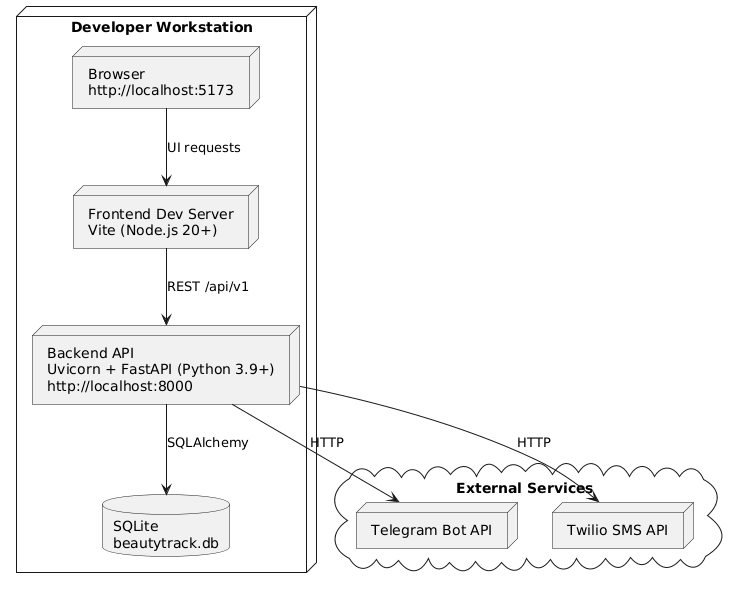 Developer Workstation
Browser
http://localhost:5173
UI requests
Frontend Dev Server
Vite (Node.js 20+)
REST /api/v1
Backend API
Uvicorn + FastAPI (Python 3.9+)
http://localhost:8000
SQLAlchemy
HTTP
HTTP
External Services
SQLite
beautytrack.db
Telegram Bot API
Twilio SMS API